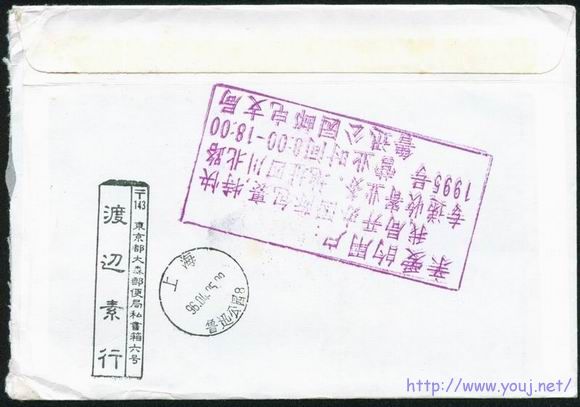 亲爱的用户:
我局开办国际包裹特快
专递收寄业务,地址四川北路
1995号 营业时间8:00-18:00
鲁迅公园邮电支局
〒143 東京都大森郵便局私書箱六号
渡辺素行
上海
鲁迅公园8
http://www.youj.net/